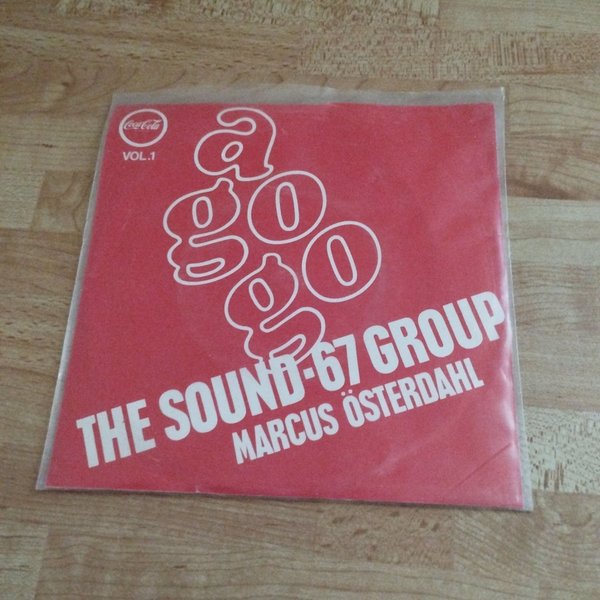 Coca-Cola
VOL.1
a
go
go
THE SOUND-67 GROUP
MARCUS ÖSTERDAHL